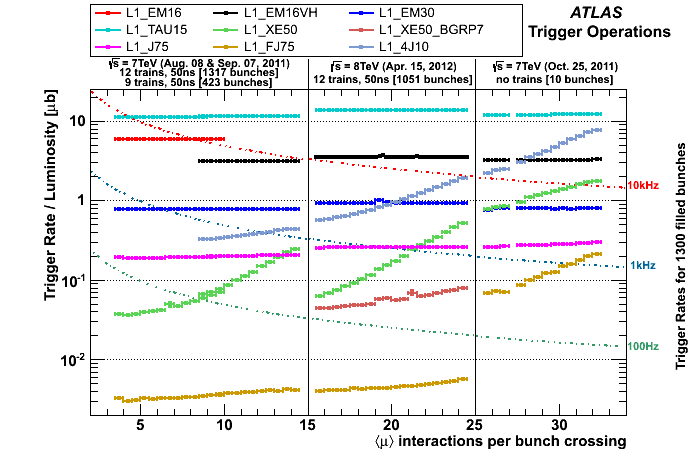 L1_EM16 L1_EM16VH L1_EM30
L1_TAU15 L1_XE50 L1_XE50_BGRP7
L1_J75 L1_FJ75 L1_4J10
ATLAS
Trigger Operations
√s = 7TeV (Aug. 08 & Sep. 07, 2011)
12 trains, 50ns [1317 bunches]
9 trains, 50ns [423 bunches]
√s = 8TeV (Apr. 15, 2012)
12 trains, 50ns [1051 bunches]
√s = 7TeV (Oct. 25, 2011)
no trains [10 bunches]
Trigger Rate / Luminosity [μb]
10
1
10⁻¹
10⁻²
10kHz
1kHz
100Hz
Trigger Rates for 1300 filled bunches
5 10 15 20 25 30
⟨μ⟩ interactions per bunch crossing